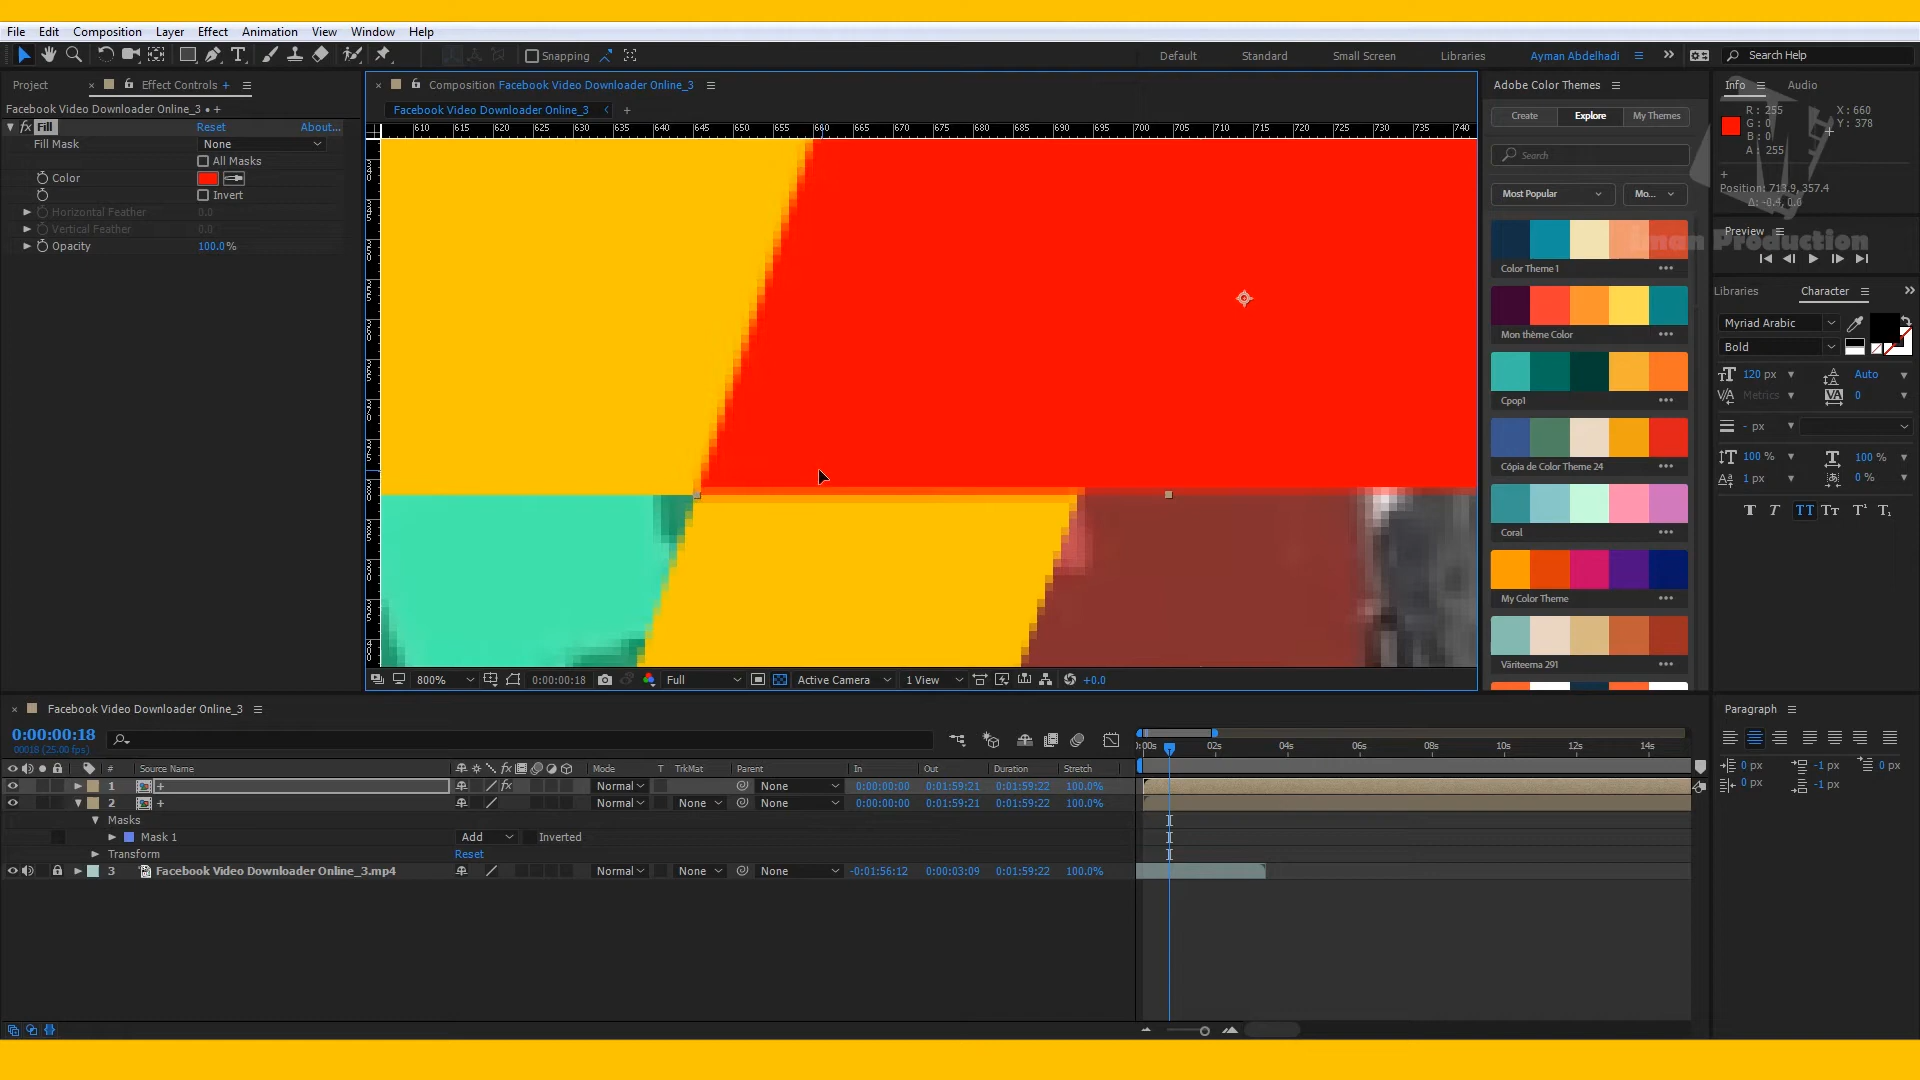 File Edit Composition Layer Effect Animation View Window Help
Snapping
Default Standard Small Screen Libraries Ayman Abdelhadi
Search Help
Project
Effect Controls +
Facebook Video Downloader Online_3 • +
fx Fill Reset About...
Fill Mask None
All Masks
Color
Invert
Horizontal Feather 0.0
Vertical Feather 0.0
Opacity 100.0 %
Composition Facebook Video Downloader Online_3
Facebook Video Downloader Online_3
610 615 620 625 630 635 640 645 650 655 660 665 670 675 680 685 690 695 700 705 710 715 720 725 730 735 740
800% 0:00:00:18 Full Active Camera 1 View +0.0
Adobe Color Themes
Create Explore My Themes
Search
Most Popular Mo...
Color Theme 1
Mon thème Color
Cpop1
Cópia de Color Theme 24
Coral
My Color Theme
Väriteema 291
Info Audio
R : 255
G : 0
B : 0
A : 255
X : 660
Y : 378
Position: 713.9, 357.4
Δ: -0.4, 0.0
Preview
Production
Libraries Character
Myriad Arabic
Bold
120 px Auto
Metrics 0
- px
100 % 100 %
1 px 0 %
Paragraph
0 px -1 px 0 px
0 px -1 px
Facebook Video Downloader Online_3
0:00:00:18
00018 (25.00 fps)
# Source Name Mode T TrkMat Parent In Out Duration Stretch
1 + Normal None 0:00:00:00 0:01:59:21 0:01:59:22 100.0%
2 + Normal None None 0:00:00:00 0:01:59:21 0:01:59:22 100.0%
Masks
Mask 1 Add Inverted
Transform Reset
3 Facebook Video Downloader Online_3.mp4 Normal None None -0:01:56:12 0:00:03:09 0:01:59:22 100.0%
:00s 02s 04s 06s 08s 10s 12s 14s